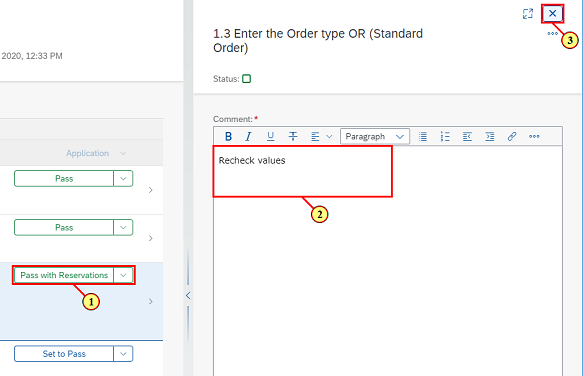 2020, 12:33 PM
Application
Pass
Pass
Pass with Reservations
1
Set to Pass
3
1.3 Enter the Order type OR (Standard
Order)
Status:
Comment: *
B I U T Paragraph
Recheck values
2